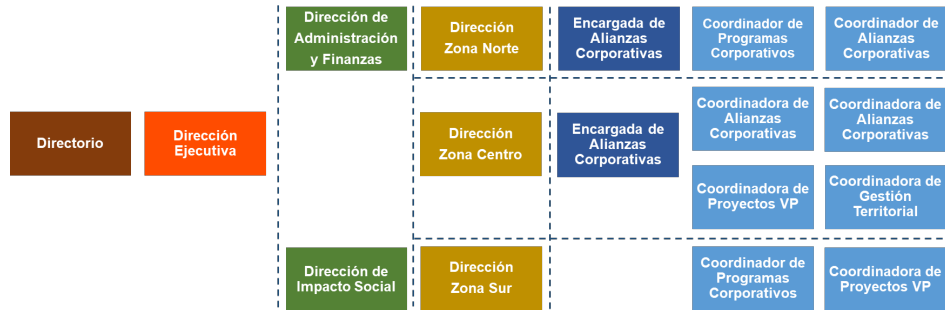 Directorio
Dirección
Ejecutiva
Dirección de
Administración
y Finanzas
Dirección de
Impacto Social
Dirección
Zona Norte
Encargada de
Alianzas
Corporativas
Coordinador de
Programas
Corporativos
Coordinador de
Alianzas
Corporativas
Dirección
Zona Centro
Encargada de
Alianzas
Corporativas
Coordinadora de
Alianzas
Corporativas
Coordinadora de
Alianzas
Corporativas
Coordinadora de
Proyectos VP
Coordinadora de
Gestión
Territorial
Dirección
Zona Sur
Coordinador de
Programas
Corporativos
Coordinadora de
Proyectos VP